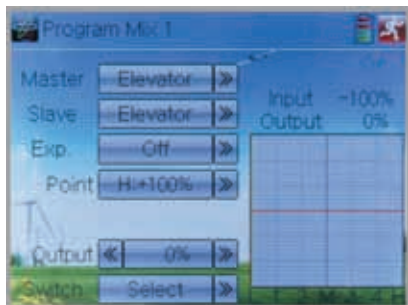 Program Mix 1
Master Elevator
Slave Elevator
Exp. Off
Point H:+100%
Output 0%
Switch Select
Input -100%
Output 0%